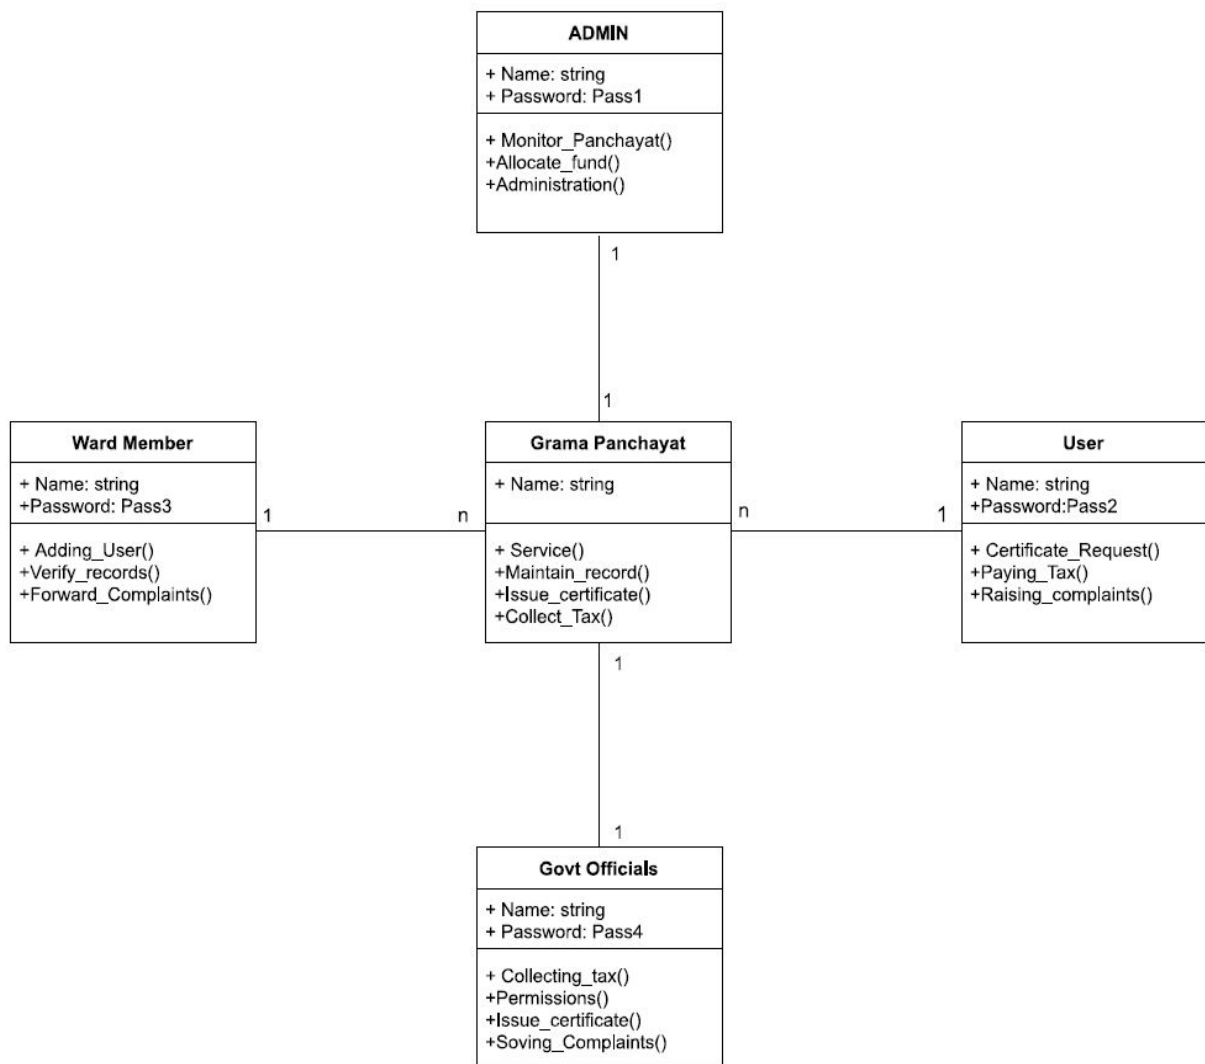 ADMIN
+ Name: string
+ Password: Pass1
+ Monitor_Panchayat()
+Allocate_fund()
+Administration()
1
1
Ward Member
+ Name: string
+Password: Pass3
+ Adding_User()
+Verify_records()
+Forward_Complaints()
1
n
Grama Panchayat
+ Name: string
+ Service()
+Maintain_record()
+Issue_certificate()
+Collect_Tax()
n
1
User
+ Name: string
+Password:Pass2
+ Certificate_Request()
+Paying_Tax()
+Raising_complaints()
1
1
Govt Officials
+ Name: string
+ Password: Pass4
+ Collecting_tax()
+Permissions()
+Issue_certificate()
+Soving_Complaints()